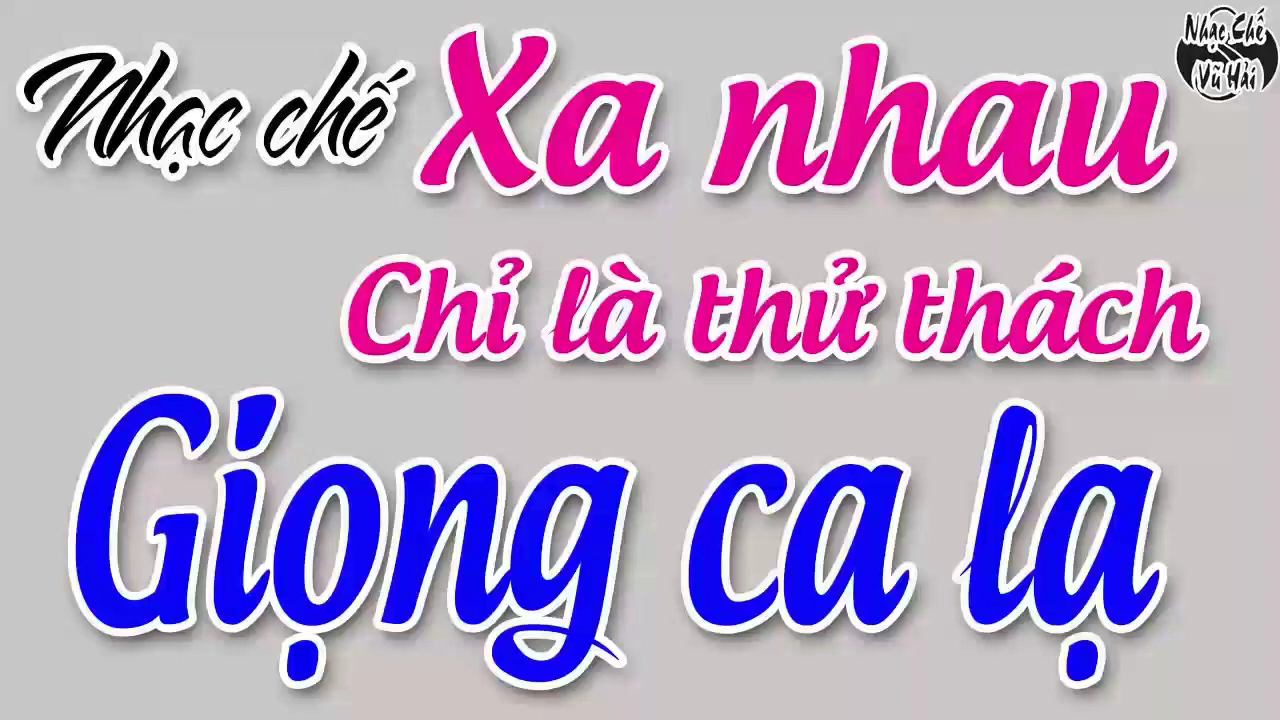 Nhạc chế Xa nhau
Chỉ là thử thách
Giọng ca lạ
Nhạc Chế
Vũ Hải